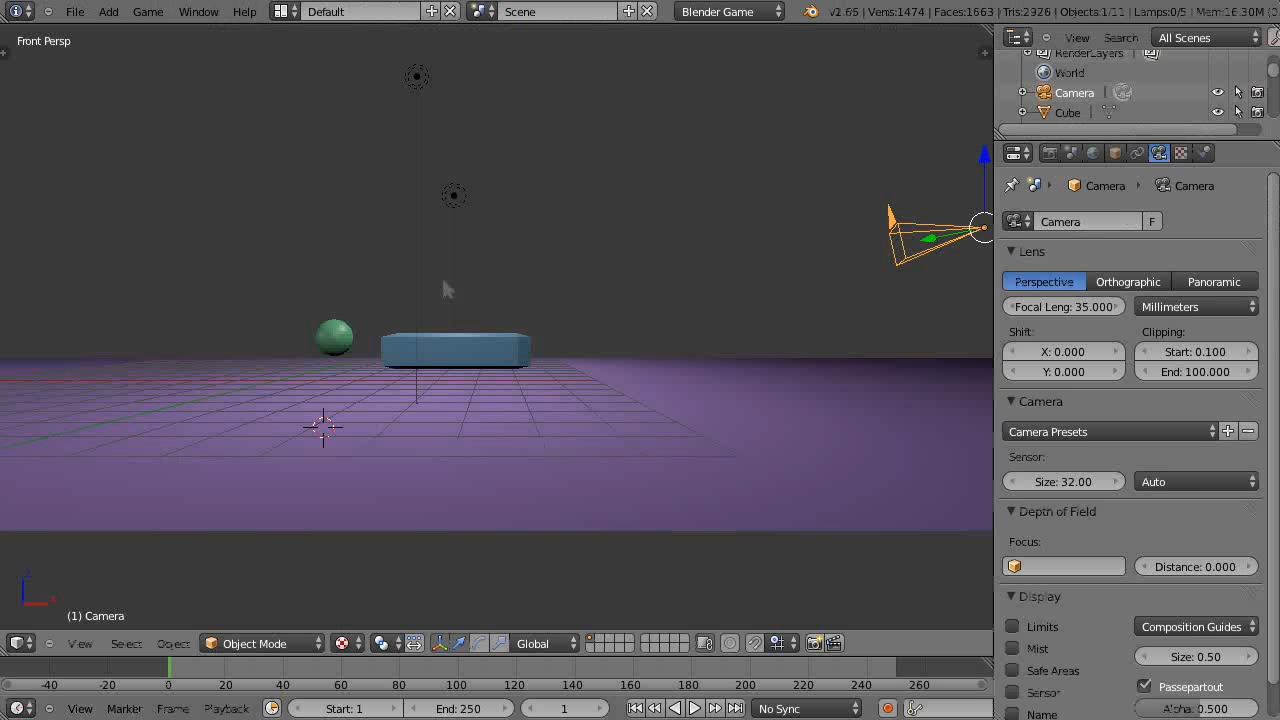 File Add Game Window Help Default Scene Blender Game v2.65 | Verts:1474 | Faces:1663 | Tris:2926 | Objects:1/11 | Lamps:0/5 | Mem:16.30M
Front Persp
View Search All Scenes
RenderLayers
World
Camera
Cube
Camera Camera
Camera F
Lens
Perspective Orthographic Panoramic
Focal Len: 35.000 Millimeters
Shift: Clipping:
X: 0.000 Start: 0.100
Y: 0.000 End: 100.000
Camera
Camera Presets
Sensor:
Size: 32.00 Auto
Depth of Field
Focus:
Distance: 0.000
Display
Limits Composition Guides
Mist
Size: 0.50
Safe Areas
Sensor Passepartout
Name Alpha: 0.500
z
x
(1) Camera
View Select Object Object Mode Global
-40 -20 0 20 40 60 80 100 120 140 160 180 200 220 240 260
View Marker Frame Playback Start: 1 End: 250 1 No Sync